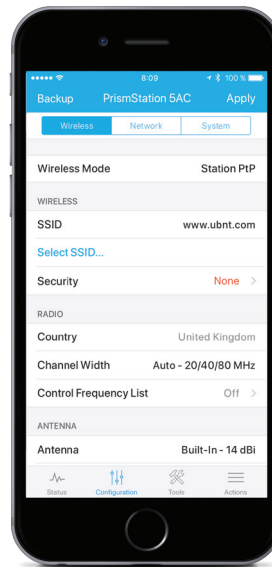 8:09
100 %
Backup PrismStation 5AC Apply
Wireless Network System
Wireless Mode Station PtP
WIRELESS
SSID www.ubnt.com
Select SSID...
Security None
RADIO
Country United Kingdom
Channel Width Auto - 20/40/80 MHz
Control Frequency List Off
ANTENNA
Antenna Built-In - 14 dBi
Status Configuration Tools Actions